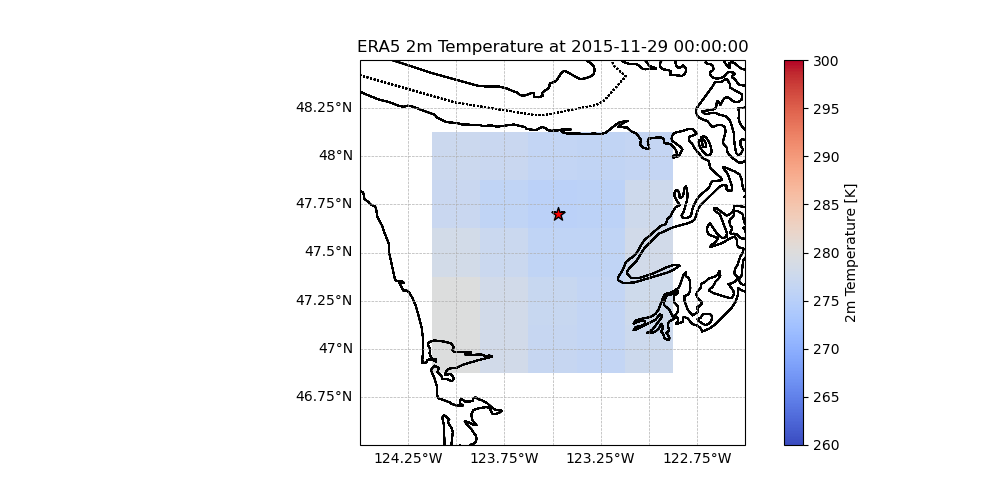 ERA5 2m Temperature at 2015-11-29 00:00:00
48.25°N
48°N
47.75°N
47.5°N
47.25°N
47°N
46.75°N
124.25°W 123.75°W 123.25°W 122.75°W
300
295
290
285
280
275
270
265
260
2m Temperature [K]